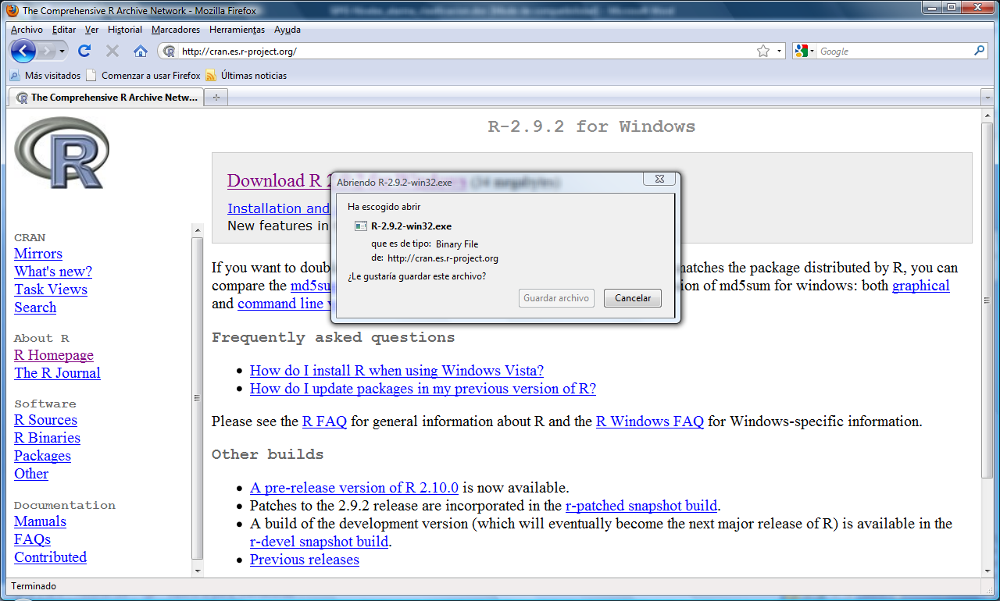 The Comprehensive R Archive Network - Mozilla Firefox
Archivo Editar Ver Historial Marcadores Herramientas Ayuda
http://cran.es.r-project.org/
Google
Más visitados Comenzar a usar Firefox Últimas noticias
The Comprehensive R Archive Netw...
R
CRAN
Mirrors
What's new?
Task Views
Search
About R
R Homepage
The R Journal
Software
R Sources
R Binaries
Packages
Other
Documentation
Manuals
FAQs
Contributed
R-2.9.2 for Windows
Download R 2 (34 megabytes)
Installation and
New features in
Abriendo R-2.9.2-win32.exe
Ha escogido abrir
R-2.9.2-win32.exe
que es de tipo: Binary File
de: http://cran.es.r-project.org
¿Le gustaría guardar este archivo?
Guardar archivo Cancelar
If you want to doub atches the package distributed by R, you can
compare the md5su on of md5sum for windows: both graphical
and command line v
Frequently asked questions
How do I install R when using Windows Vista?
How do I update packages in my previous version of R?
Please see the R FAQ for general information about R and the R Windows FAQ for Windows-specific information.
Other builds
A pre-release version of R 2.10.0 is now available.
Patches to the 2.9.2 release are incorporated in the r-patched snapshot build.
A build of the development version (which will eventually become the next major release of R) is available in the
r-devel snapshot build.
Previous releases
Terminado